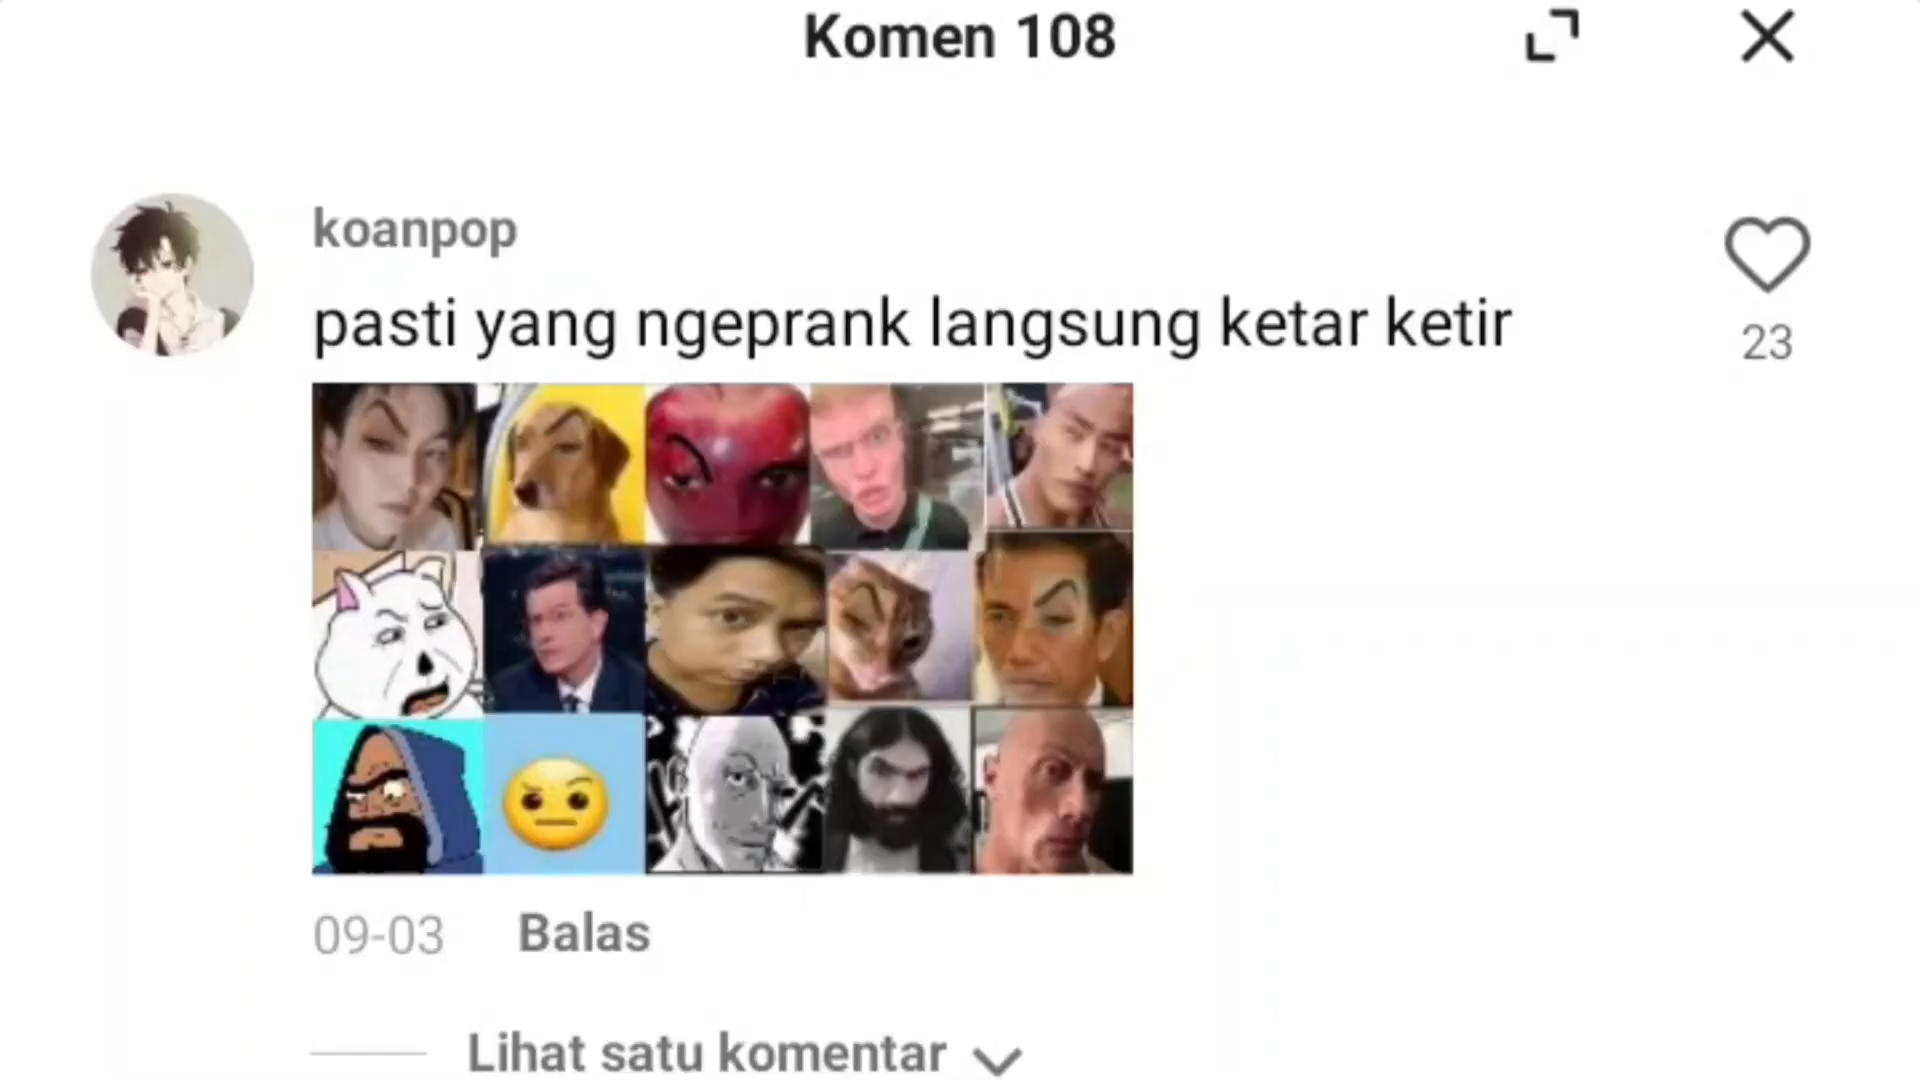 Komen 108
koanpop
pasti yang ngeprank langsung ketar ketir
23
09-03 Balas
Lihat satu komentar